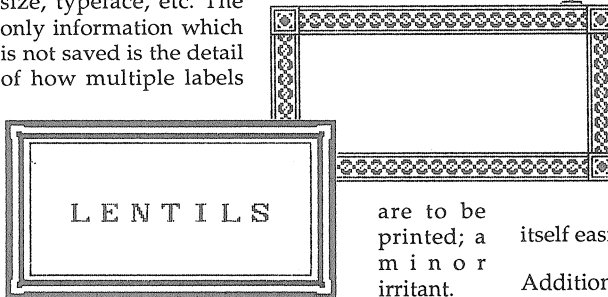 size, typeface, etc. The
only information which
is not saved is the detail
of how multiple labels
LENTILS
are to be
printed; a
minor
irritant.
itself
Addition